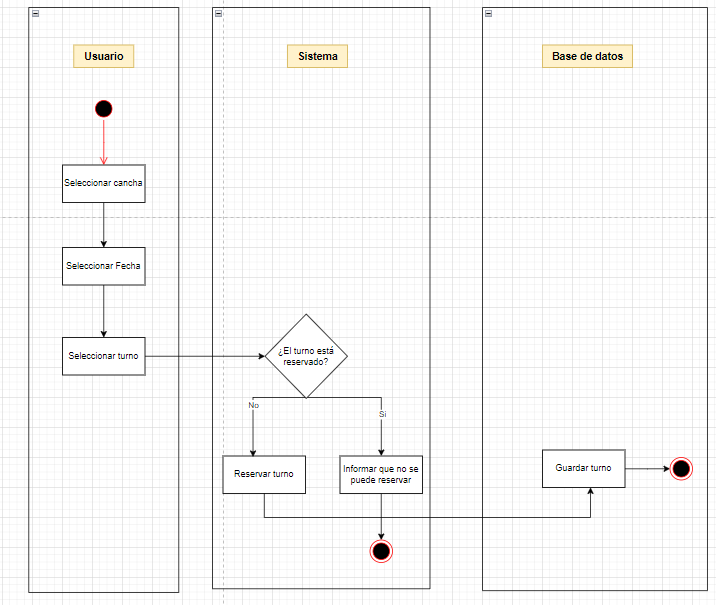 Usuario
Sistema
Base de datos
Seleccionar cancha
Seleccionar Fecha
Seleccionar turno
¿El turno está
reservado?
No
Si
Reservar turno
Informar que no se
puede reservar
Guardar turno